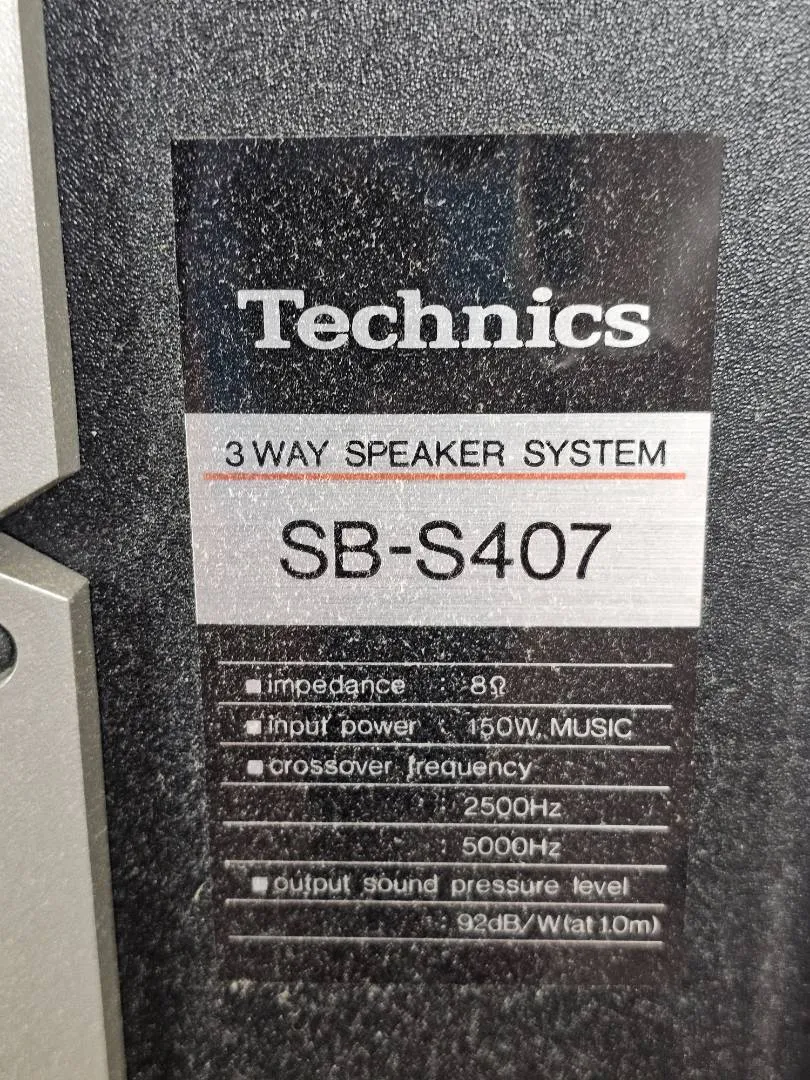 Technics
3 WAY SPEAKER SYSTEM
SB-S407
■ impedance : 8Ω
■ input power : 150W, MUSIC
■ crossover frequency
: 2500Hz
: 5000Hz
■ output sound pressure level
: 92dB/W(at 1.0m)